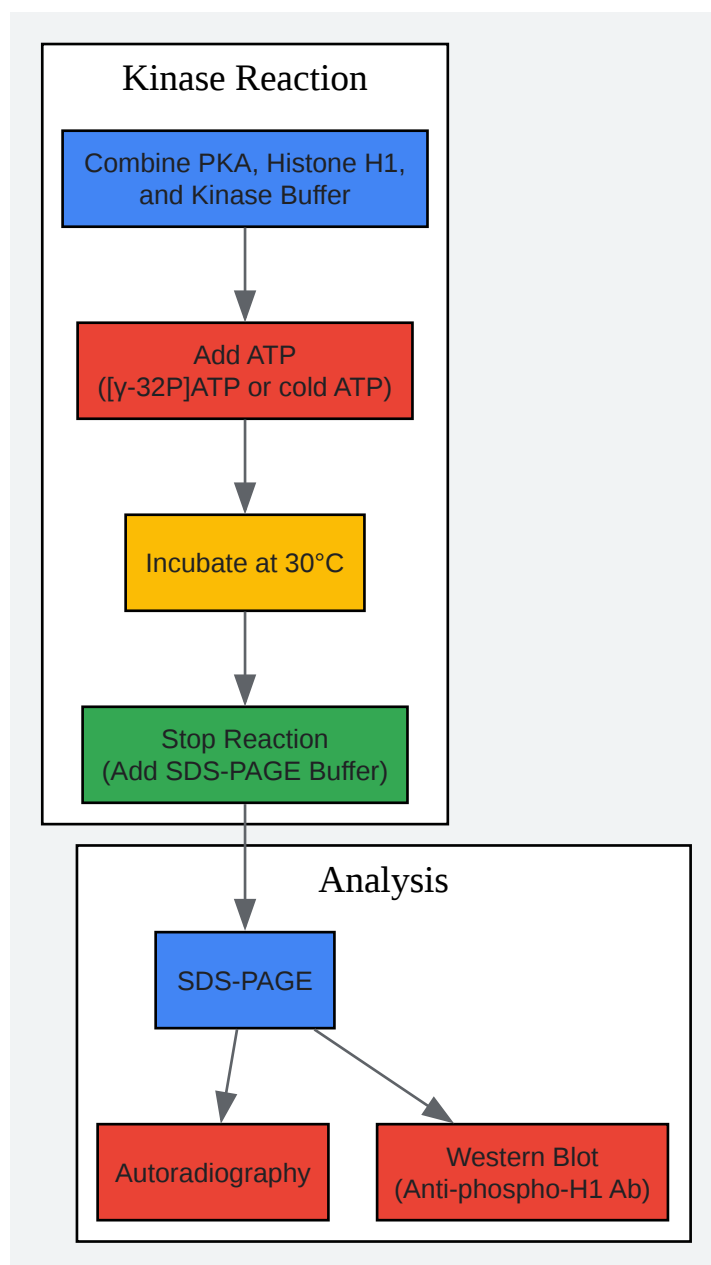 Kinase Reaction
Combine PKA, Histone H1,
and Kinase Buffer
Add ATP
([γ-32P]ATP or cold ATP)
Incubate at 30°C
Stop Reaction
(Add SDS-PAGE Buffer)
Analysis
SDS-PAGE
Autoradiography
Western Blot
(Anti-phospho-H1 Ab)